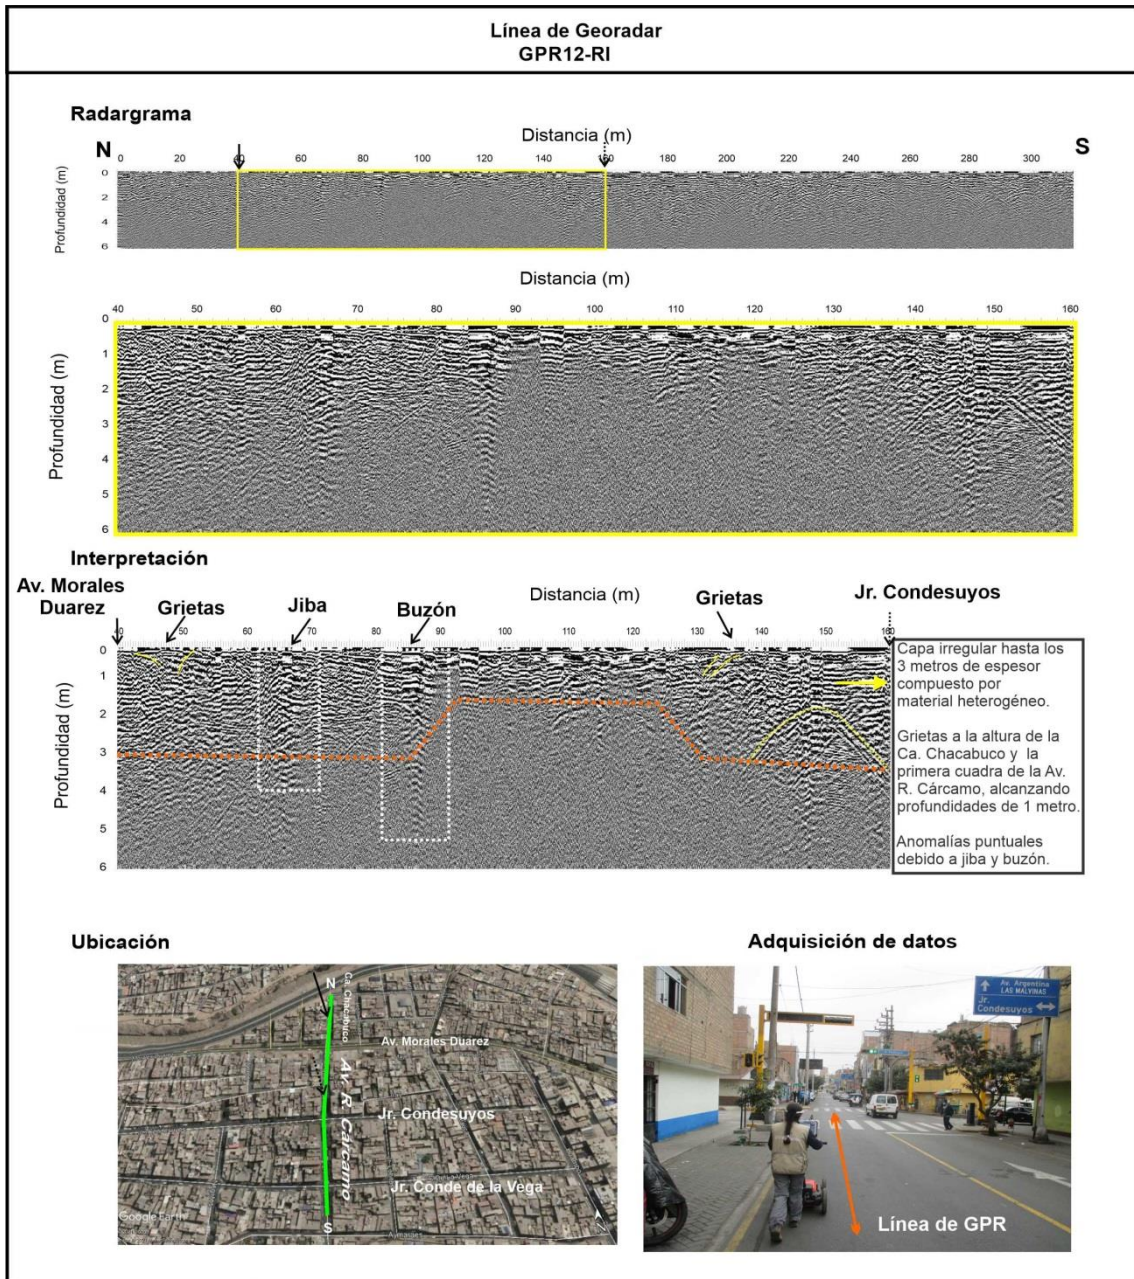 Línea de Georadar
GPR12-RI
Radargrama
Distancia (m)
N
S
0 20 40 60 80 100 120 140 160 180 200 220 240 260 280 300
Profundidad (m)
0
2
4
6
Distancia (m)
40 50 60 70 80 90 100 110 120 130 140 150 160
Profundidad (m)
0
1
2
3
4
5
6
Interpretación
Av. Morales
Duarez
Grietas
Jiba
Buzón
Distancia (m)
Grietas
Jr. Condesuyos
40 50 60 70 80 90 100 110 120 130 140 150 160
Profundidad (m)
0
1
2
3
4
5
6
Capa irregular hasta los
3 metros de espesor
compuesto por
material heterogéneo.
Grietas a la altura de la
Ca. Chacabuco y la
primera cuadra de la Av.
R. Cárcamo, alcanzando
profundidades de 1 metro.
Anomalías puntuales
debido a jiba y buzón.
Ubicación
N
Ca. Chacabuco
Av. Morales Duarez
Av. R. Cárcamo
Jr. Condesuyos
Jr. Conde de la Vega
Google Earth
S
Adquisición de datos
Av. Argentina
LAS MALVINAS
Jr.
Condesuyos
Línea de GPR